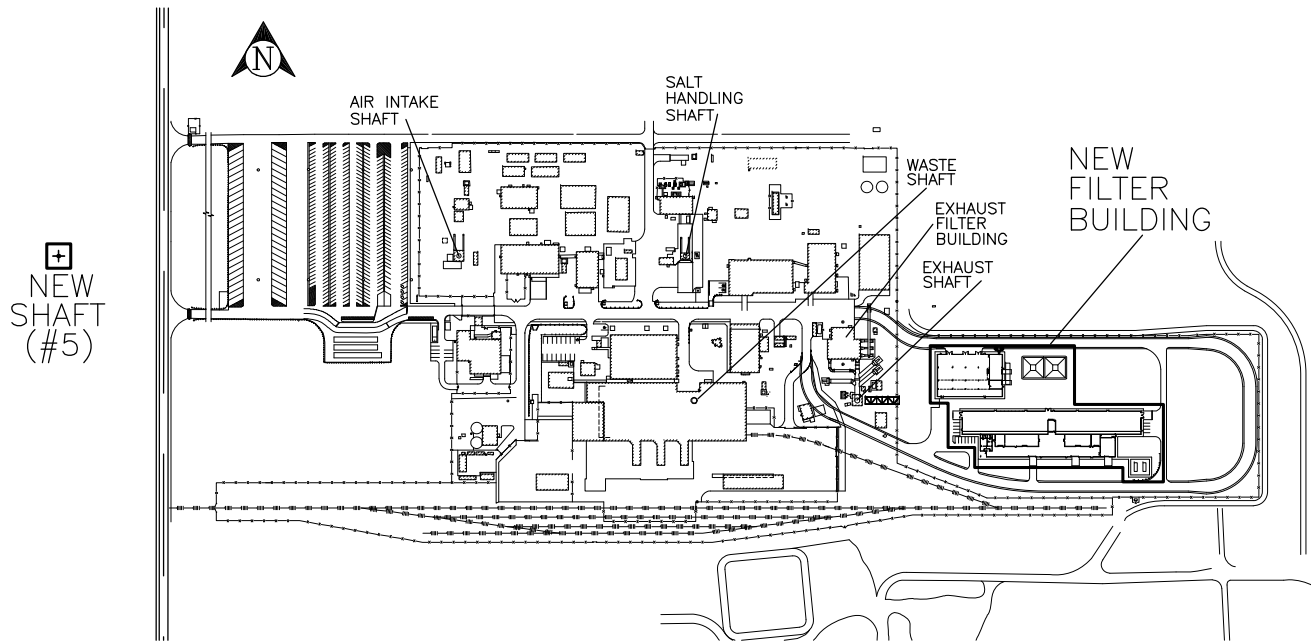 N
AIR INTAKE
SHAFT
SALT
HANDLING
SHAFT
WASTE
SHAFT
EXHAUST
FILTER
BUILDING
EXHAUST
SHAFT
NEW
FILTER
BUILDING
NEW
SHAFT
(#5)